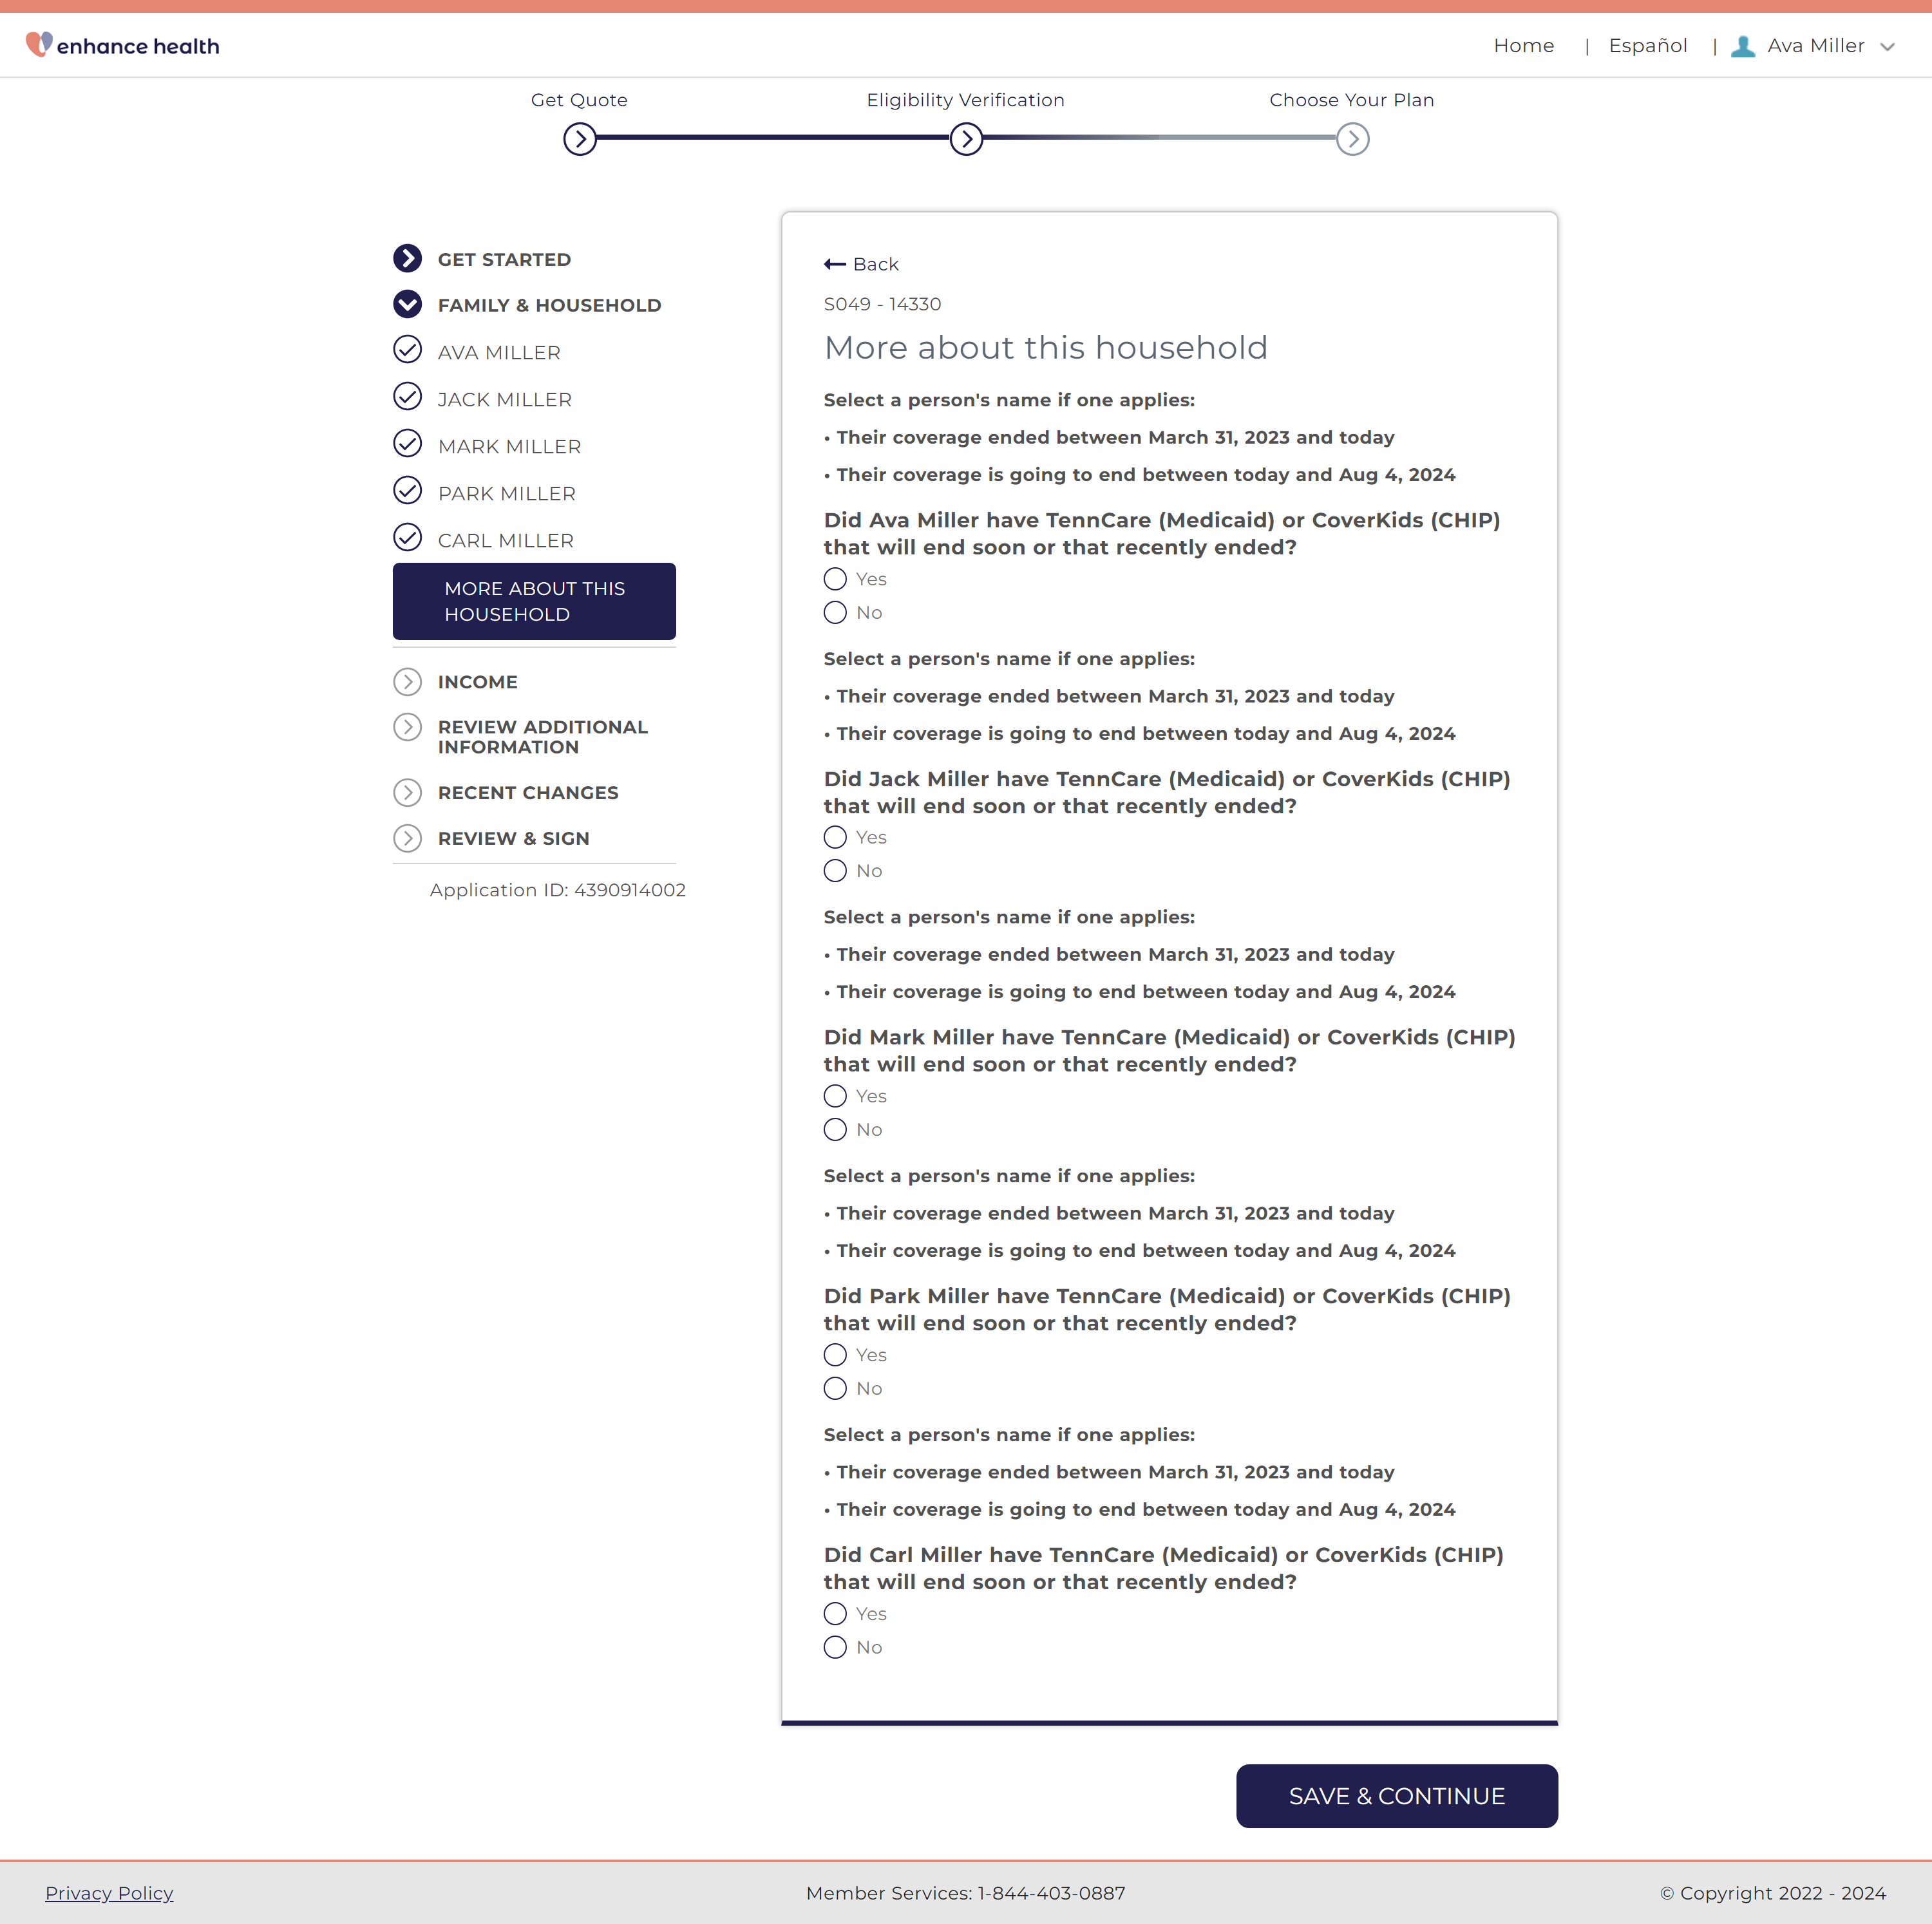 enhance health
Home | Español | Ava Miller
Get Quote
Eligibility Verification
Choose Your Plan
GET STARTED
FAMILY & HOUSEHOLD
AVA MILLER
JACK MILLER
MARK MILLER
PARK MILLER
CARL MILLER
MORE ABOUT THIS
HOUSEHOLD
INCOME
REVIEW ADDITIONAL
INFORMATION
RECENT CHANGES
REVIEW & SIGN
Application ID: 4390914002
Back
S049 - 14330
More about this household
Select a person's name if one applies:
• Their coverage ended between March 31, 2023 and today
• Their coverage is going to end between today and Aug 4, 2024
Did Ava Miller have TennCare (Medicaid) or CoverKids (CHIP)
that will end soon or that recently ended?
Yes
No
Select a person's name if one applies:
• Their coverage ended between March 31, 2023 and today
• Their coverage is going to end between today and Aug 4, 2024
Did Jack Miller have TennCare (Medicaid) or CoverKids (CHIP)
that will end soon or that recently ended?
Yes
No
Select a person's name if one applies:
• Their coverage ended between March 31, 2023 and today
• Their coverage is going to end between today and Aug 4, 2024
Did Mark Miller have TennCare (Medicaid) or CoverKids (CHIP)
that will end soon or that recently ended?
Yes
No
Select a person's name if one applies:
• Their coverage ended between March 31, 2023 and today
• Their coverage is going to end between today and Aug 4, 2024
Did Park Miller have TennCare (Medicaid) or CoverKids (CHIP)
that will end soon or that recently ended?
Yes
No
Select a person's name if one applies:
• Their coverage ended between March 31, 2023 and today
• Their coverage is going to end between today and Aug 4, 2024
Did Carl Miller have TennCare (Medicaid) or CoverKids (CHIP)
that will end soon or that recently ended?
Yes
No
SAVE & CONTINUE
Privacy Policy
Member Services: 1-844-403-0887
© Copyright 2022 - 2024